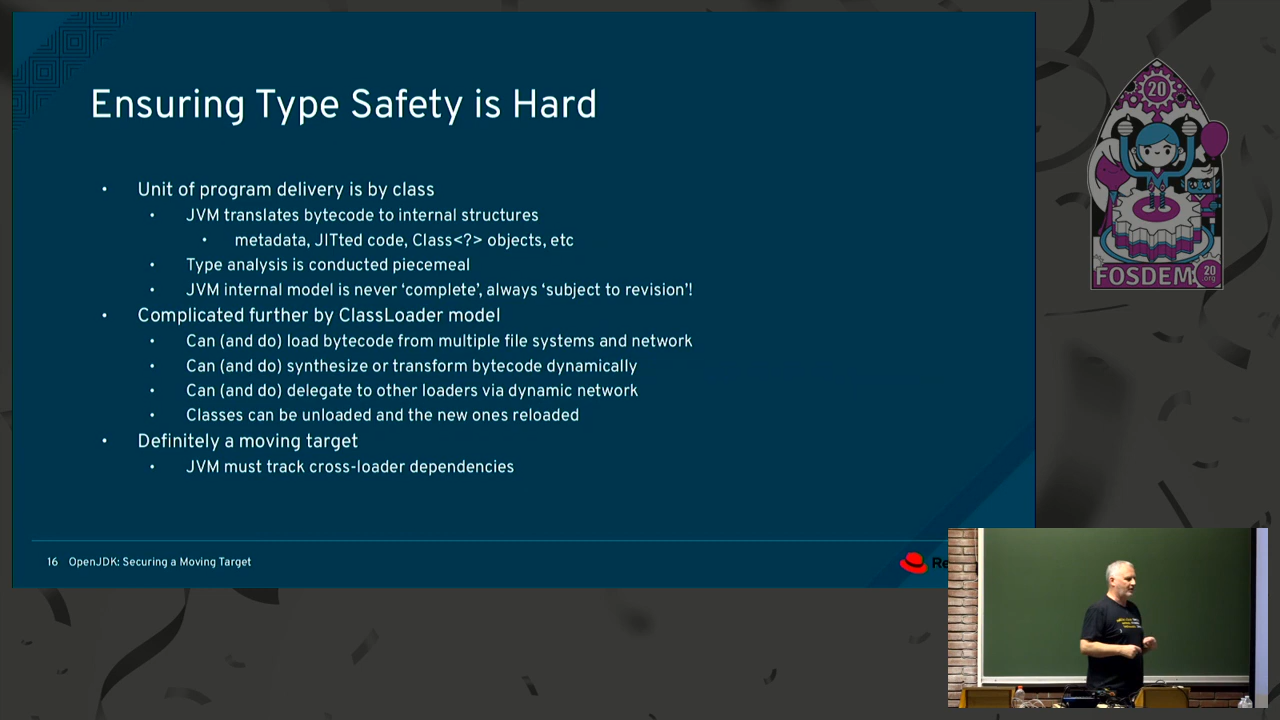 Ensuring Type Safety is Hard
• Unit of program delivery is by class
• JVM translates bytecode to internal structures
• metadata, JITted code, Class<?> objects, etc
• Type analysis is conducted piecemeal
• JVM internal model is never ‘complete’, always ‘subject to revision’!
• Complicated further by ClassLoader model
• Can (and do) load bytecode from multiple file systems and network
• Can (and do) synthesize or transform bytecode dynamically
• Can (and do) delegate to other loaders via dynamic network
• Classes can be unloaded and the new ones reloaded
• Definitely a moving target
• JVM must track cross-loader dependencies
16 OpenJDK: Securing a Moving Target
20
FOSDEM
20
.org